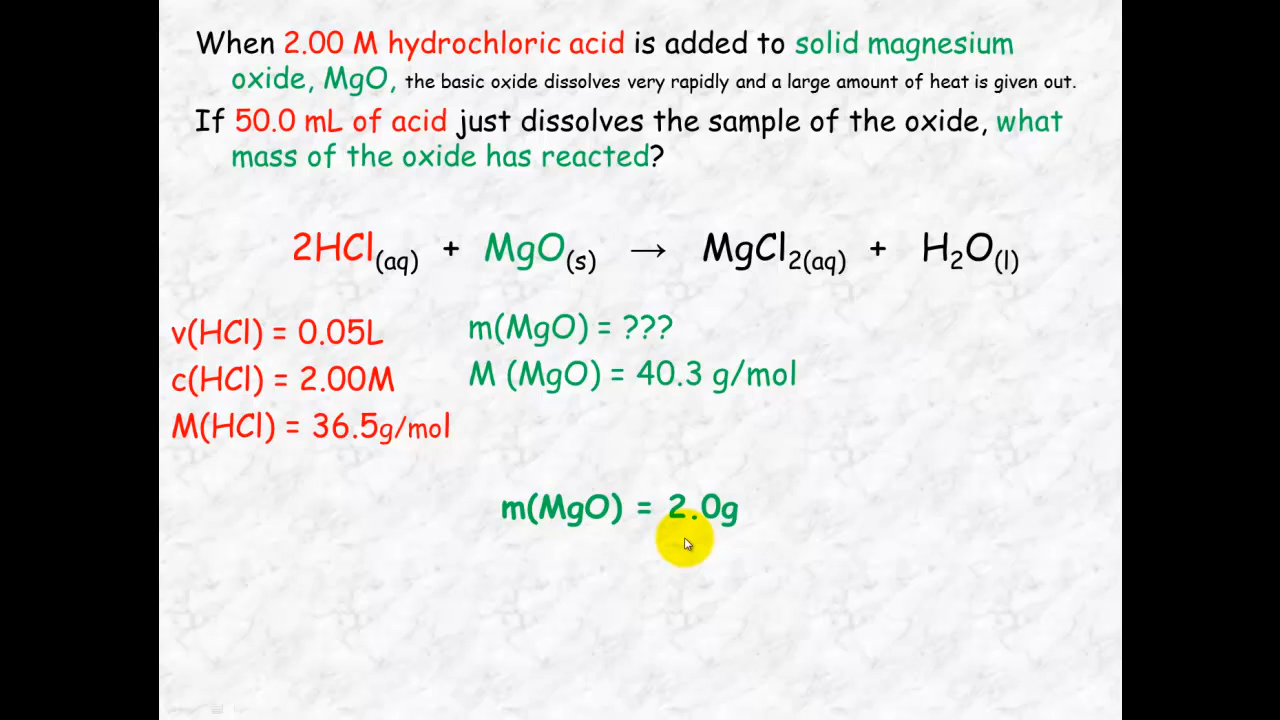 When 2.00 M hydrochloric acid is added to solid magnesium
oxide, MgO, the basic oxide dissolves very rapidly and a large amount of heat is given out.
If 50.0 mL of acid just dissolves the sample of the oxide, what
mass of the oxide has reacted?
2HCl(aq) + MgO(s) → MgCl2(aq) + H2O(l)
v(HCl) = 0.05L
m(MgO) = ???
c(HCl) = 2.00M
M (MgO) = 40.3 g/mol
M(HCl) = 36.5g/mol
m(MgO) = 2.0g